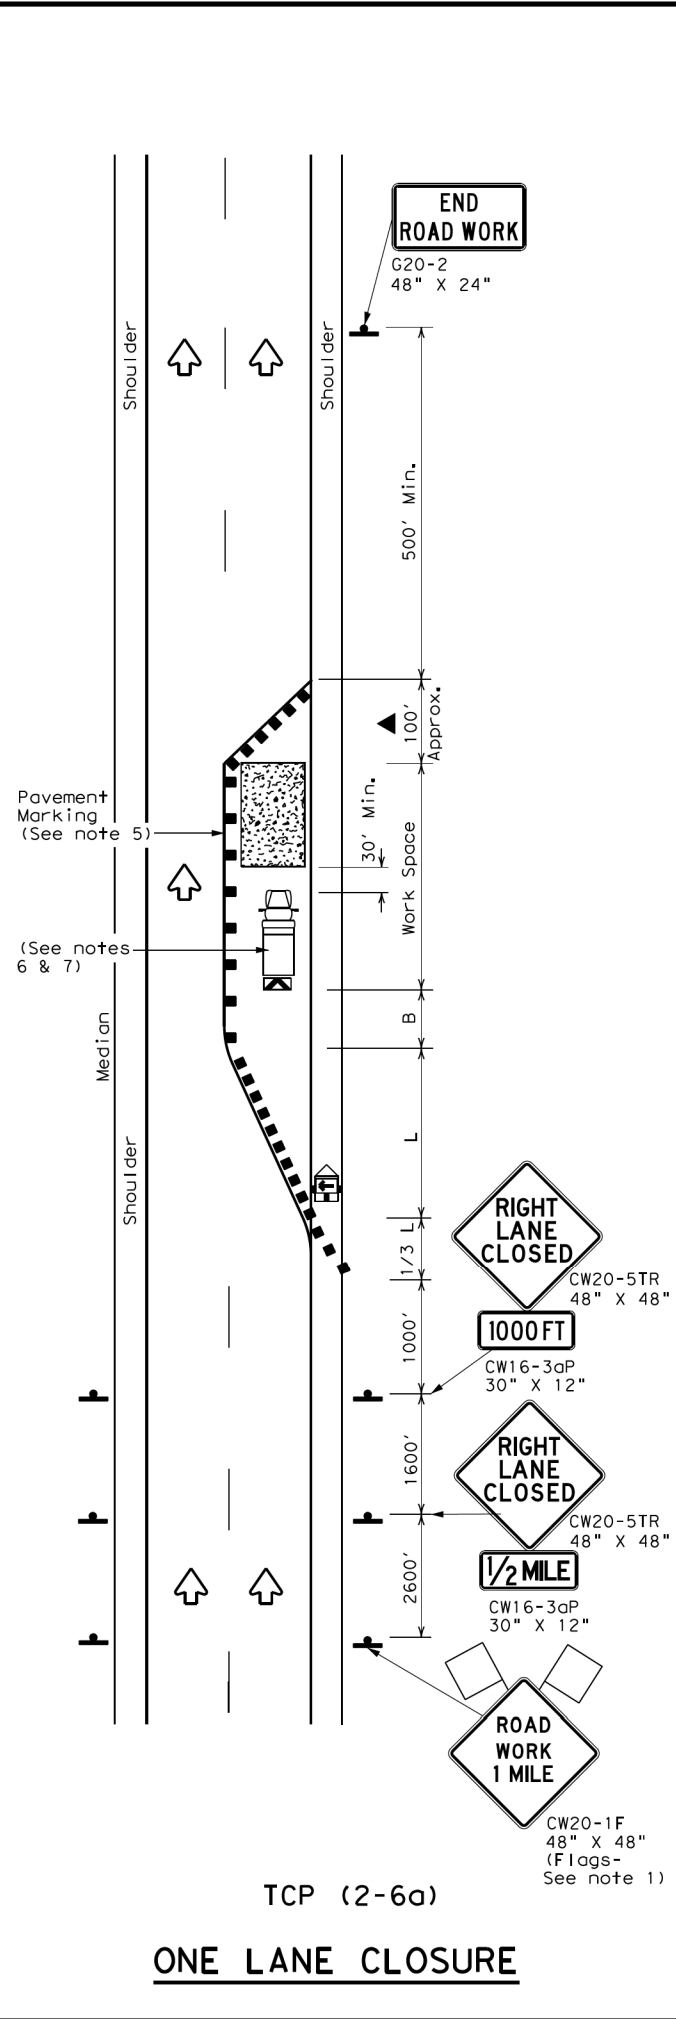 END
ROAD WORK
G20-2
48" X 24"
Shoulder
Shoulder
500' Min.
100'
Approx.
30' Min.
Work Space
Pavement
Marking
(See note 5)
(See notes
6 & 7)
B
Median
L
Shoulder
1/3 L
RIGHT
LANE
CLOSED
CW20-5TR
48" X 48"
1000 FT
CW16-3aP
30" X 12"
1000'
1600'
RIGHT
LANE
CLOSED
CW20-5TR
48" X 48"
1/2 MILE
CW16-3aP
30" X 12"
2600'
ROAD
WORK
1 MILE
CW20-1F
48" X 48"
(Flags-
See note 1)
TCP (2-6a)
ONE LANE CLOSURE